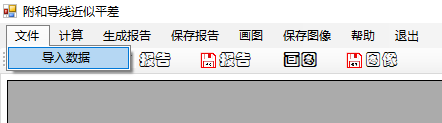 附和导线近似平差
文件 计算 生成报告 保存报告 画图 保存图像 帮助 退出
导入数据 报告 报告